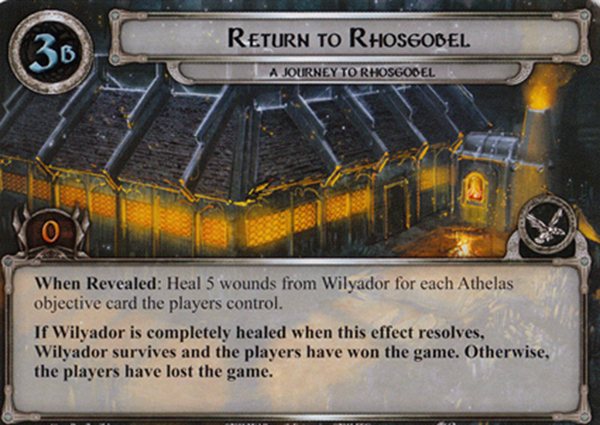 3B
RETURN TO RHOSGOBEL
A JOURNEY TO RHOSGOBEL
0
When Revealed: Heal 5 wounds from Wilyador for each Athelas
objective card the players control.
If Wilyador is completely healed when this effect resolves,
Wilyador survives and the players have won the game. Otherwise,
the players have lost the game.